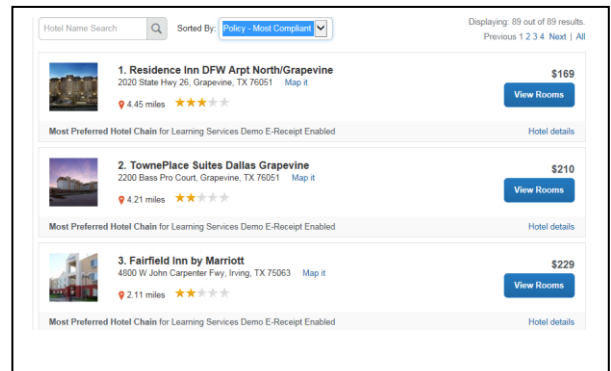 Hotel Name Search
Sorted By: Policy - Most Compliant
Displaying: 89 out of 89 results.
Previous 1 2 3 4 Next | All
1. Residence Inn DFW Arpt North/Grapevine
2020 State Hwy 26, Grapevine, TX 76051 Map it
4.45 miles
$169
View Rooms
Most Preferred Hotel Chain for Learning Services Demo E-Receipt Enabled
Hotel details
2. TownePlace Suites Dallas Grapevine
2200 Bass Pro Court, Grapevine, TX 76051 Map it
4.21 miles
$210
View Rooms
Most Preferred Hotel Chain for Learning Services Demo E-Receipt Enabled
Hotel details
3. Fairfield Inn by Marriott
4800 W John Carpenter Fwy, Irving, TX 75063 Map it
2.11 miles
$229
View Rooms
Most Preferred Hotel Chain for Learning Services Demo E-Receipt Enabled
Hotel details